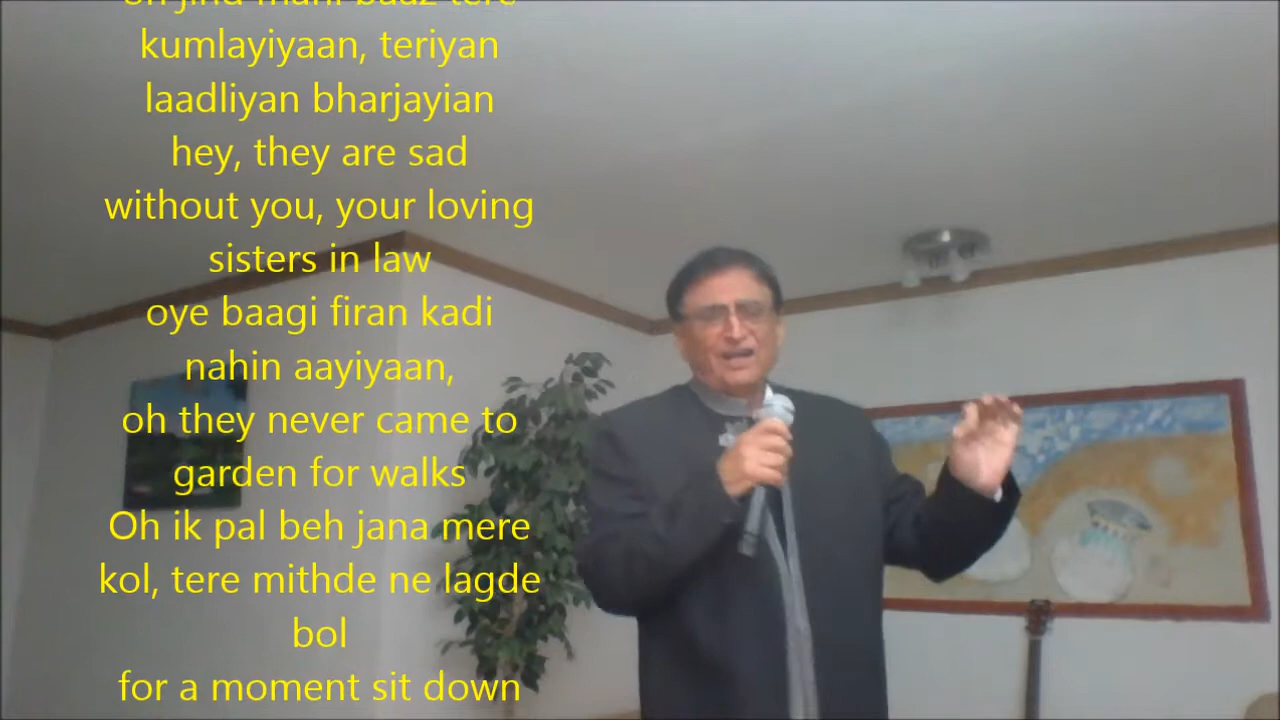 kumlayiyaan, teriyan
laadliyan bharjayian
hey, they are sad
without you, your loving
sisters in law
oye baagi firan kadi
nahin aayiyaan,
oh they never came to
garden for walks
Oh ik pal beh jana mere
kol, tere mithde ne lagde
bol
for a moment sit down